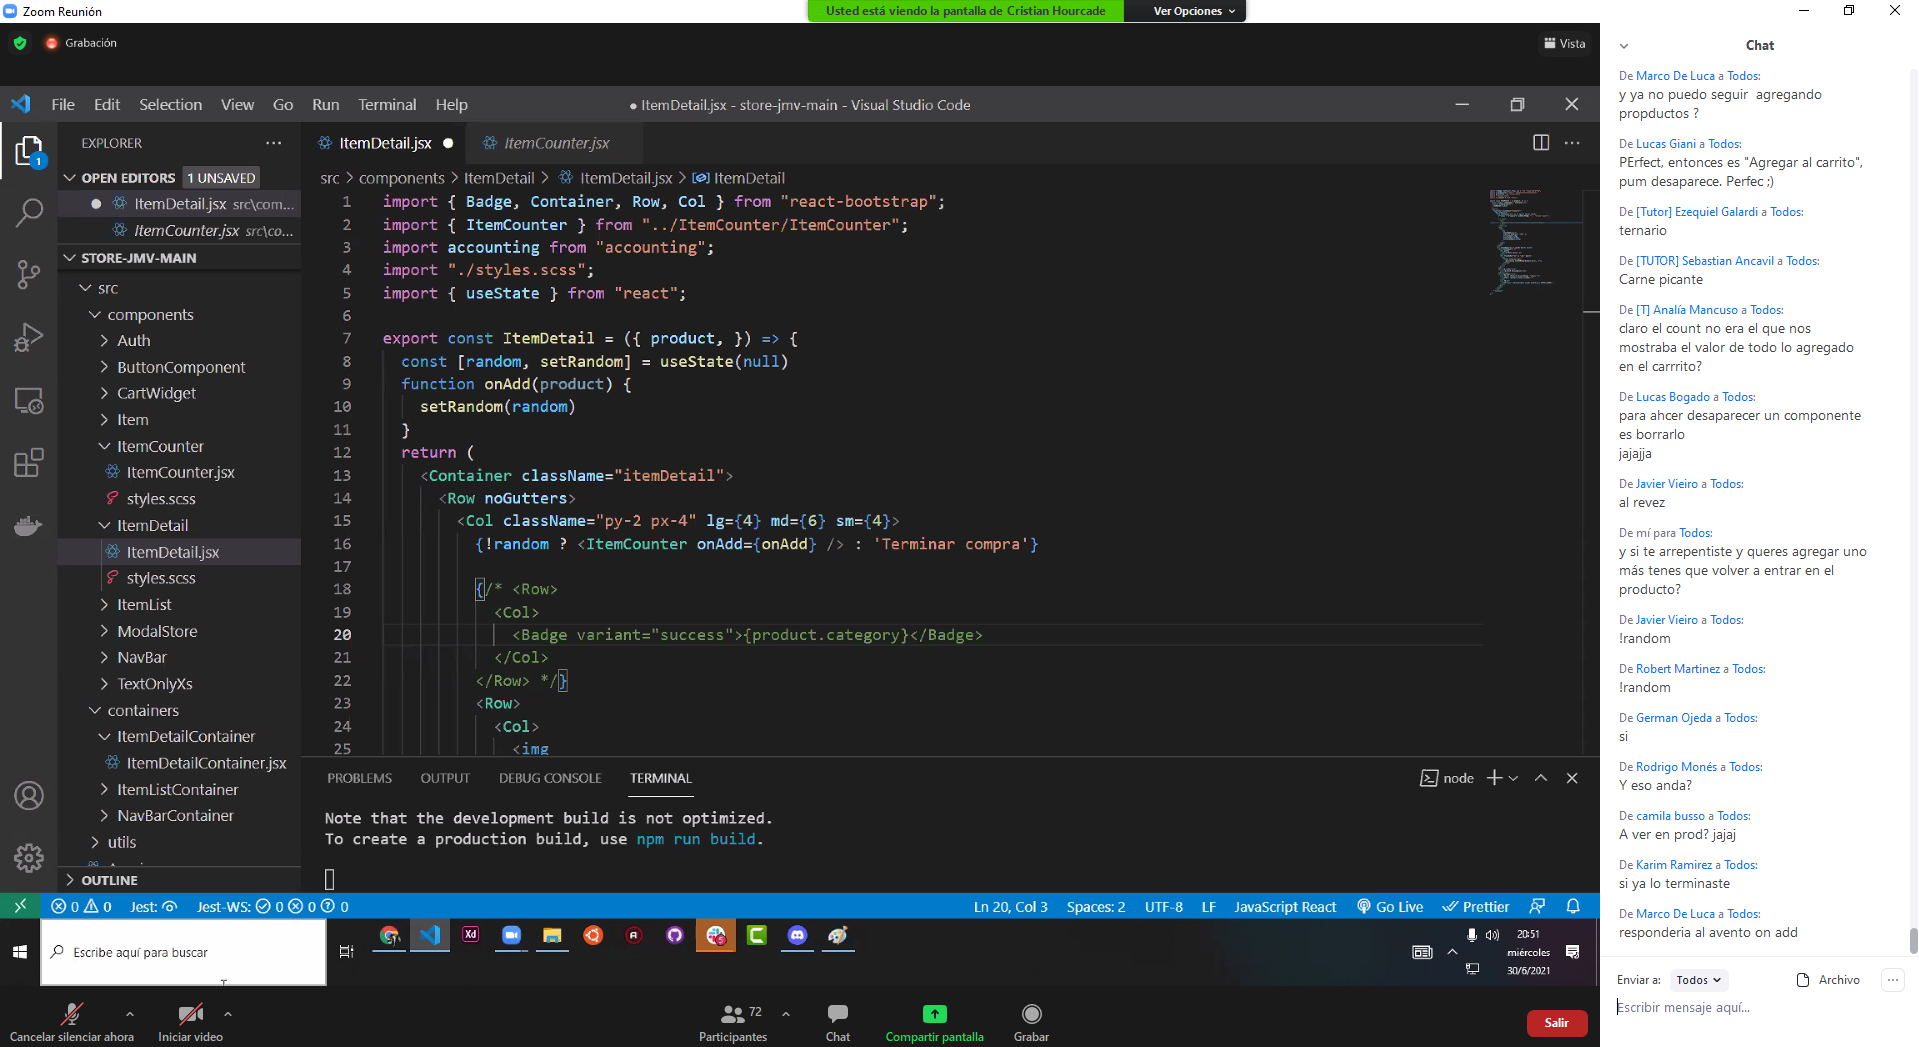 Zoom Reunión
Usted está viendo la pantalla de Cristian Hourcade
Ver Opciones
Grabación
Vista
File Edit Selection View Go Run Terminal Help
● ItemDetail.jsx - store-jmv-main - Visual Studio Code
EXPLORER
OPEN EDITORS 1 UNSAVED
ItemDetail.jsx src\com...
ItemCounter.jsx src\co...
STORE-JMV-MAIN
src
components
Auth
ButtonComponent
CartWidget
Item
ItemCounter
ItemCounter.jsx
styles.scss
ItemDetail
ItemDetail.jsx
styles.scss
ItemList
ModalStore
NavBar
TextOnlyXs
containers
ItemDetailContainer
ItemDetailContainer.jsx
ItemListContainer
NavBarContainer
utils
OUTLINE
1
ItemDetail.jsx
ItemCounter.jsx
src > components > ItemDetail > ItemDetail.jsx > ItemDetail
1 import { Badge, Container, Row, Col } from "react-bootstrap";
2 import { ItemCounter } from "../ItemCounter/ItemCounter";
3 import accounting from "accounting";
4 import "./styles.scss";
5 import { useState } from "react";
6
7 export const ItemDetail = ({ product, }) => {
8 const [random, setRandom] = useState(null)
9 function onAdd(product) {
10 setRandom(random)
11 }
12 return (
13 <Container className="itemDetail">
14 <Row noGutters>
15 <Col className="py-2 px-4" lg={4} md={6} sm={4}>
16 {!random ? <ItemCounter onAdd={onAdd} /> : 'Terminar compra'}
17
18 {/* <Row>
19 <Col>
20 <Badge variant="success">{product.category}</Badge>
21 </Col>
22 </Row> */}
23 <Row>
24 <Col>
25 <img
PROBLEMS OUTPUT DEBUG CONSOLE TERMINAL
node
Note that the development build is not optimized.
To create a production build, use npm run build.
0 0 Jest: Jest-WS: 0 0 0
Ln 20, Col 3 Spaces: 2 UTF-8 LF JavaScript React Go Live Prettier
Escribe aquí para buscar
Xd
5
20:51
miércoles
30/6/2021
Cancelar silenciar ahora
Iniciar video
72
Participantes
Chat
Compartir pantalla
Grabar
Salir
Chat
De Marco De Luca a Todos:
y ya no puedo seguir agregando
propductos ?
De Lucas Giani a Todos:
PErfect, entonces es "Agregar al carrito",
pum desaparece. Perfec ;)
De [Tutor] Ezequiel Galardi a Todos:
ternario
De [TUTOR] Sebastian Ancavil a Todos:
Carne picante
De [T] Analía Mancuso a Todos:
claro el count no era el que nos
mostraba el valor de todo lo agregado
en el carrrito?
De Lucas Bogado a Todos:
para ahcer desaparecer un componente
es borrarlo
jajajja
De Javier Vieiro a Todos:
al revez
De mí para Todos:
y si te arrepentiste y queres agregar uno
más tenes que volver a entrar en el
producto?
De Javier Vieiro a Todos:
!random
De Robert Martinez a Todos:
!random
De German Ojeda a Todos:
si
De Rodrigo Monés a Todos:
Y eso anda?
De camila busso a Todos:
A ver en prod? jajaj
De Karim Ramirez a Todos:
si ya lo terminaste
De Marco De Luca a Todos:
responderia al avento on add
Enviar a: Todos
Archivo
Escribir mensaje aquí...